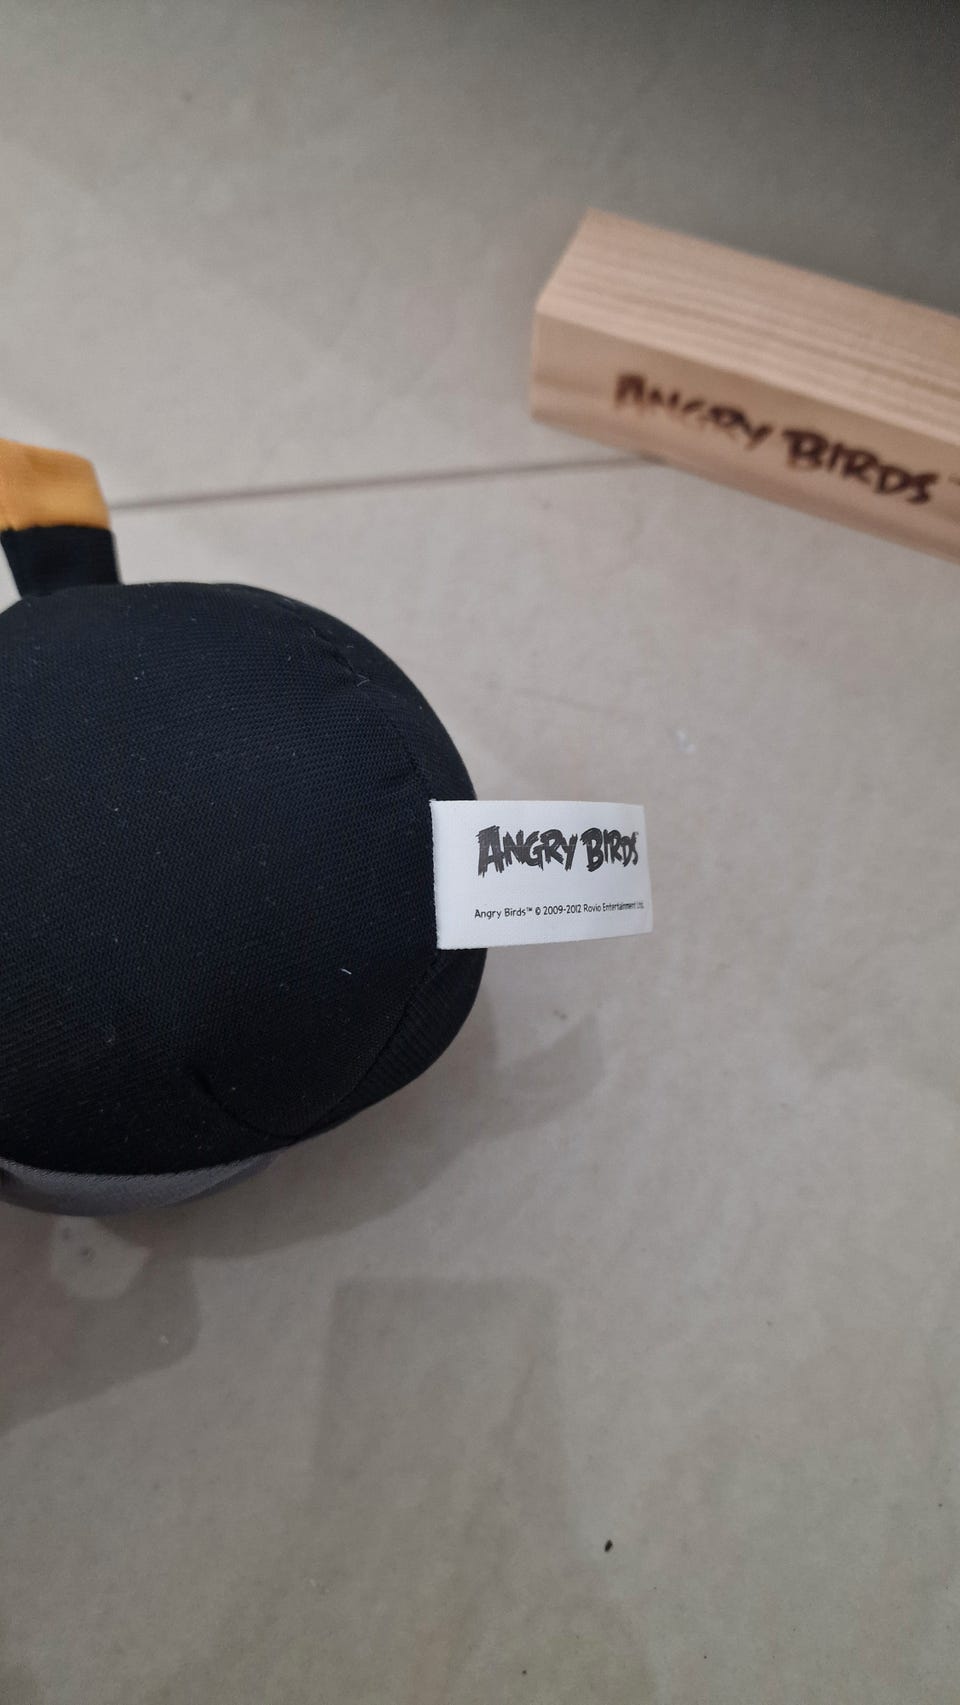 ANGRY BIRDS
ANGRY BIRDS
Angry Birds™ © 2009-2012 Rovio Entertainment Ltd.